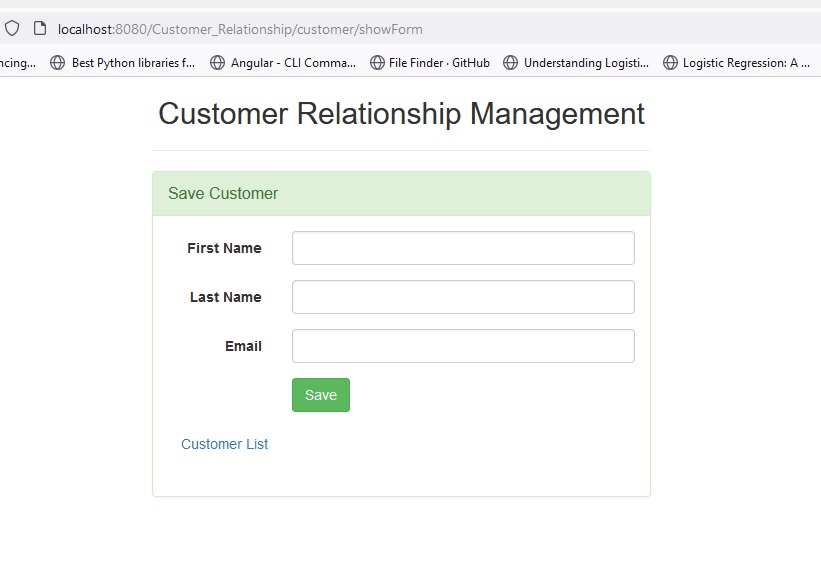 localhost:8080/Customer_Relationship/customer/showForm
ncing... Best Python libraries f... Angular - CLI Comma... File Finder · GitHub Understanding Logisti... Logistic Regression: A ...
Customer Relationship Management
Save Customer
First Name
Last Name
Email
Save
Customer List